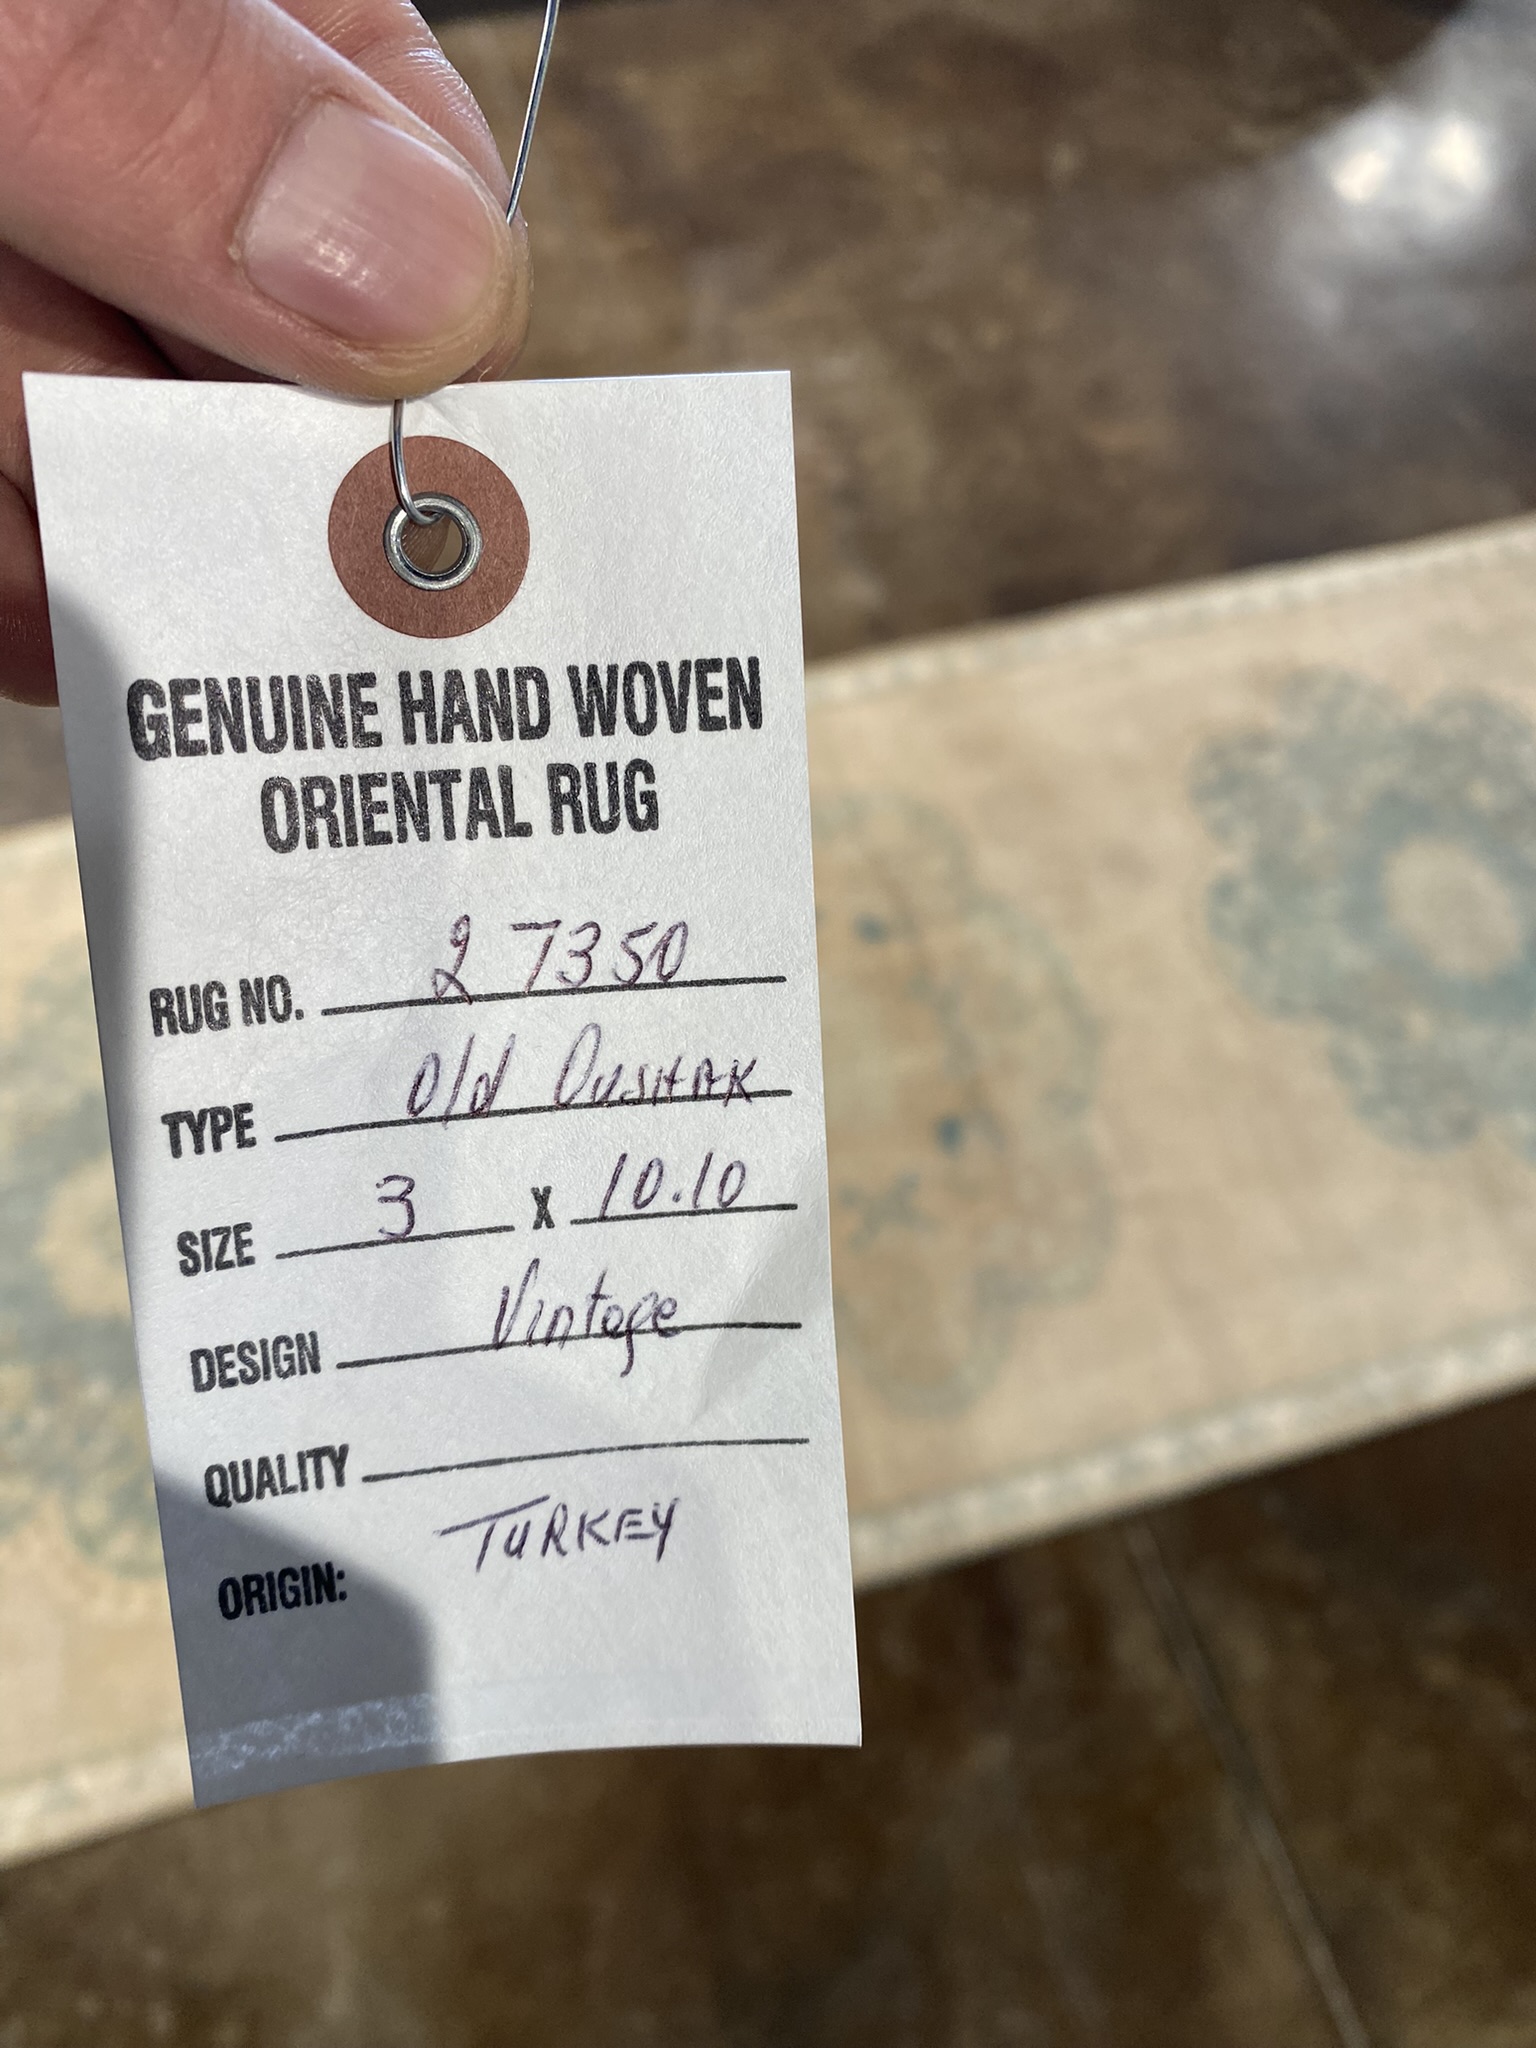 GENUINE HAND WOVEN
ORIENTAL RUG
RUG NO. 27350
TYPE Old Oushak
SIZE 3 X 10.10
DESIGN Vintage
QUALITY
ORIGIN: TURKEY